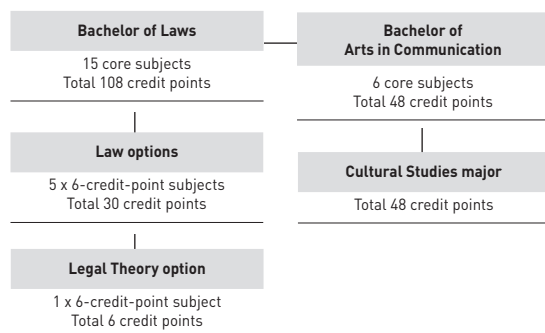 Bachelor of Laws
15 core subjects
Total 108 credit points
Law options
5 x 6-credit-point subjects
Total 30 credit points
Legal Theory option
1 x 6-credit-point subject
Total 6 credit points
Bachelor of
Arts in Communication
6 core subjects
Total 48 credit points
Cultural Studies major
Total 48 credit points